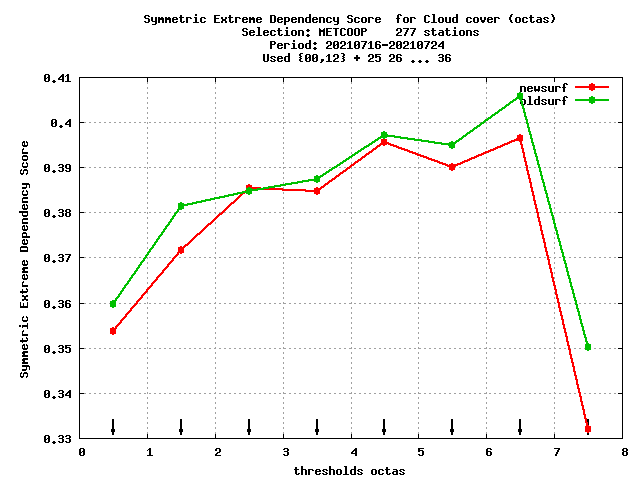 Symmetric Extreme Dependency Score  for Cloud cover (octas)
Selection: METCOOP    277 stations
Period: 20210716-20210724
Used {00,12} + 25 26 ... 36
newsurf
oldsurf
0.41
0.4
0.39
0.38
0.37
0.36
0.35
0.34
0.33
Symmetric Extreme Dependency Score
0 1 2 3 4 5 6 7 8
thresholds octas